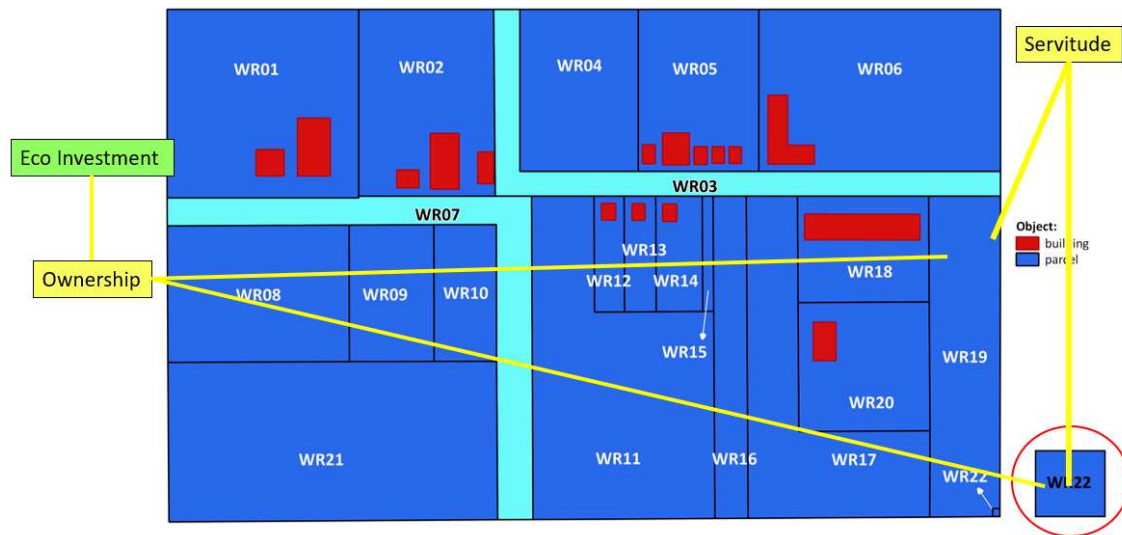 WR01
WR02
WR04
WR05
WR06
Servitude
Eco Investment
WR03
WR07
Object:
building
parcel
Ownership
WR13
WR18
WR08
WR09
WR10
WR12
WR14
WR15
WR19
WR20
WR21
WR11
WR16
WR17
WR22
WR22